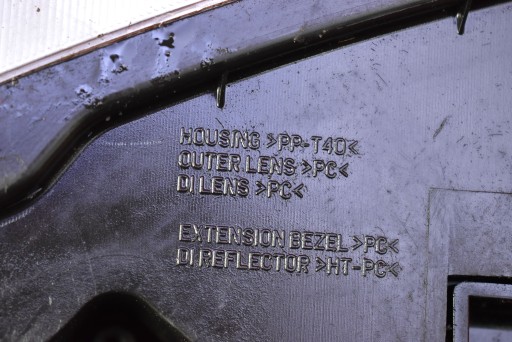 HOUSING >PP-T40<
OUTER LENS >PC<
DI LENS >PC<
EXTENSION BEZEL >PC<
DI REFLECTOR >HT-PC<